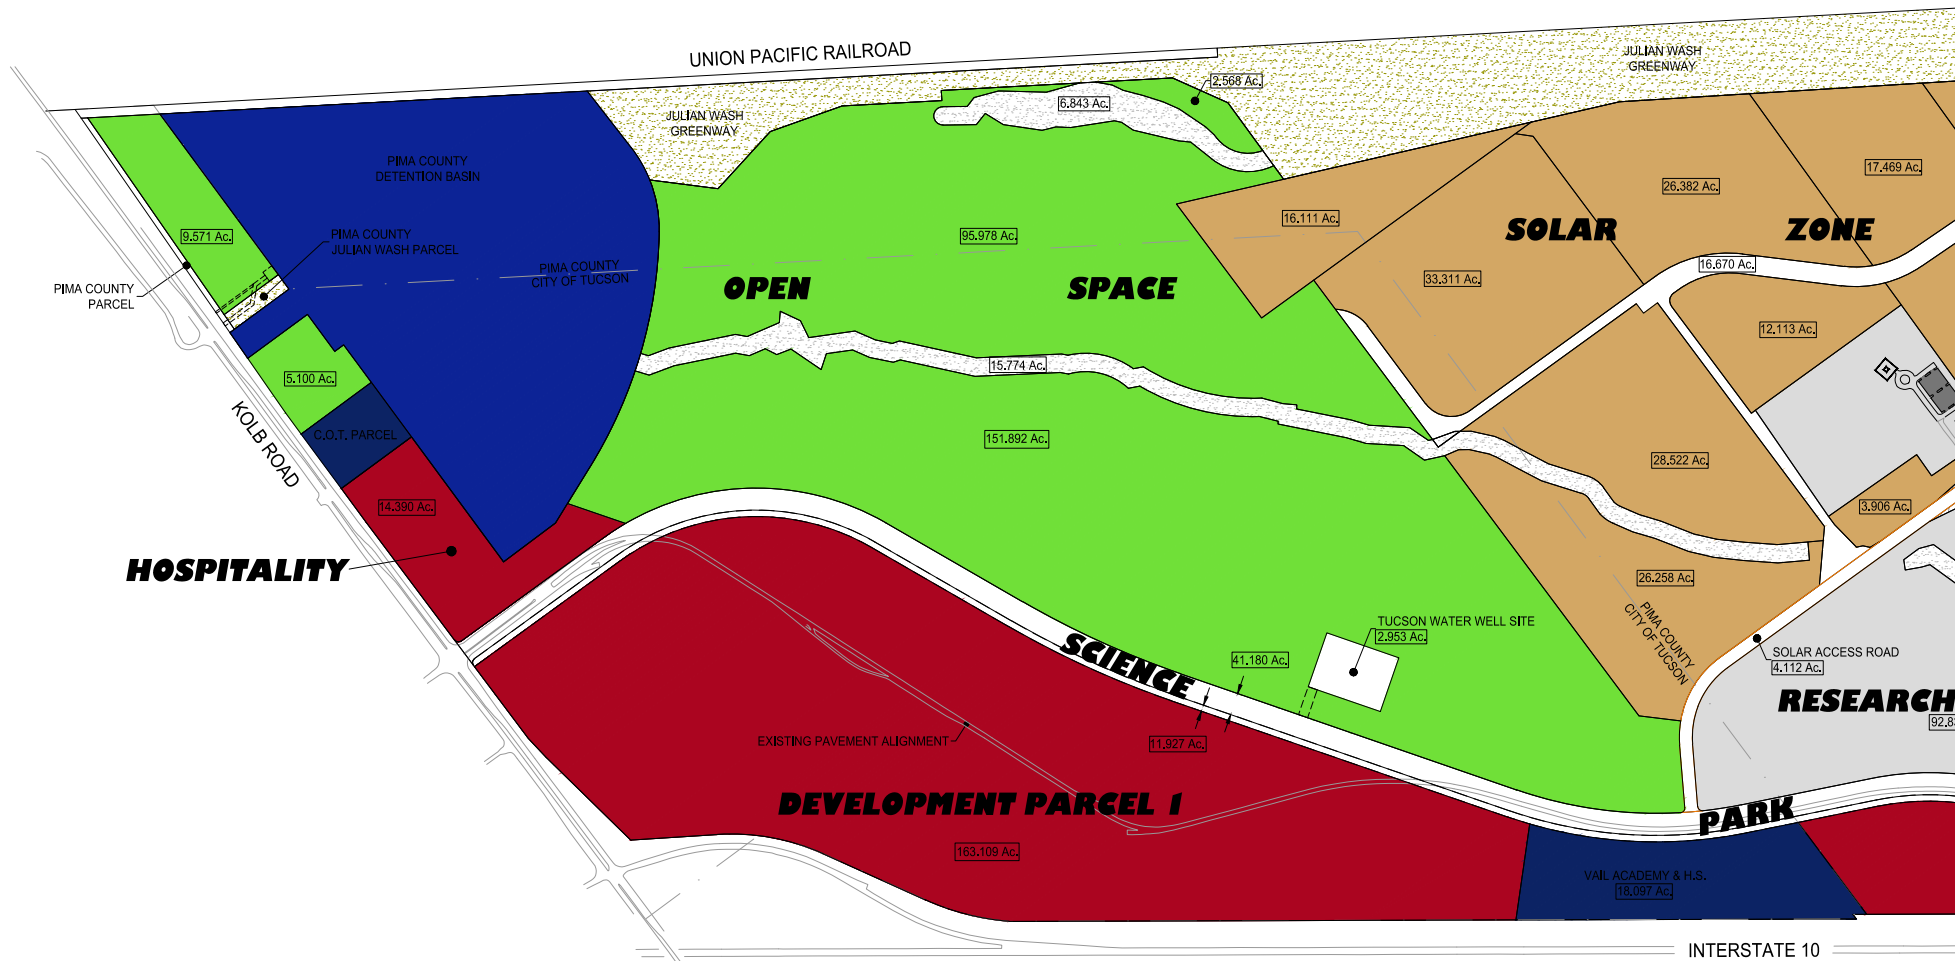 UNION PACIFIC RAILROAD
JULIAN WASH
GREENWAY
2.568 Ac.
6.843 Ac.
JULIAN WASH
GREENWAY
PIMA COUNTY
DETENTION BASIN
17.469 Ac.
26.382 Ac.
16.111 Ac.
SOLAR ZONE
9.571 Ac.
PIMA COUNTY
JULIAN WASH PARCEL
95.978 Ac.
16.670 Ac.
PIMA COUNTY
CITY OF TUCSON
33.311 Ac.
OPEN SPACE
PIMA COUNTY
PARCEL
12.113 Ac.
15.774 Ac.
5.100 Ac.
KOLB ROAD
C.O.T. PARCEL
151.892 Ac.
28.522 Ac.
14.390 Ac.
3.906 Ac.
HOSPITALITY
26.258 Ac.
PIMA COUNTY
CITY OF TUCSON
TUCSON WATER WELL SITE
2.953 Ac.
SOLAR ACCESS ROAD
4.112 Ac.
SCIENCE
41.180 Ac.
RESEARCH
EXISTING PAVEMENT ALIGNMENT
11.927 Ac.
DEVELOPMENT PARCEL 1
PARK
163.109 Ac.
VAIL ACADEMY & H.S.
18.097 Ac.
INTERSTATE 10